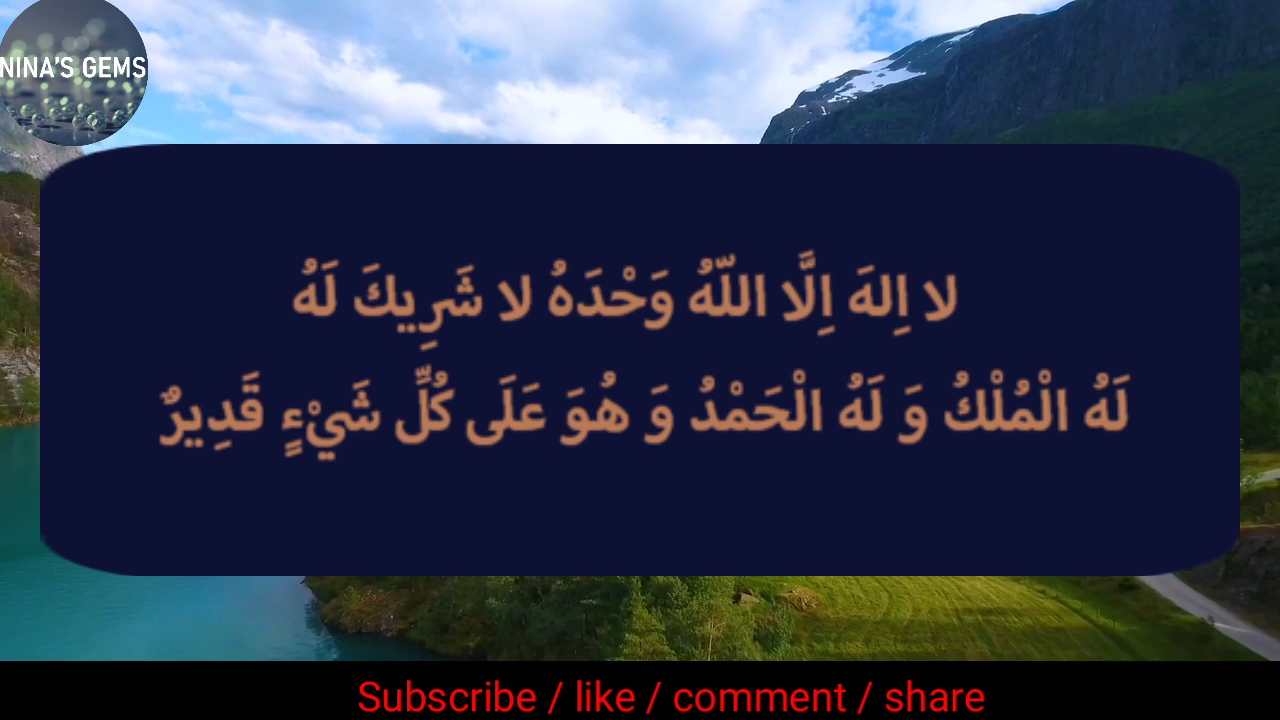 NINA'S GEMS
لا اِلهَ اِلَّا اللّهُ وَحْدَهُ لا شَرِيكَ لَهُ
لَهُ الْمُلْكُ وَ لَهُ الْحَمْدُ وَ هُوَ عَلَى كُلِّ شَيْءٍ قَدِيرٌ
Subscribe / like / comment / share